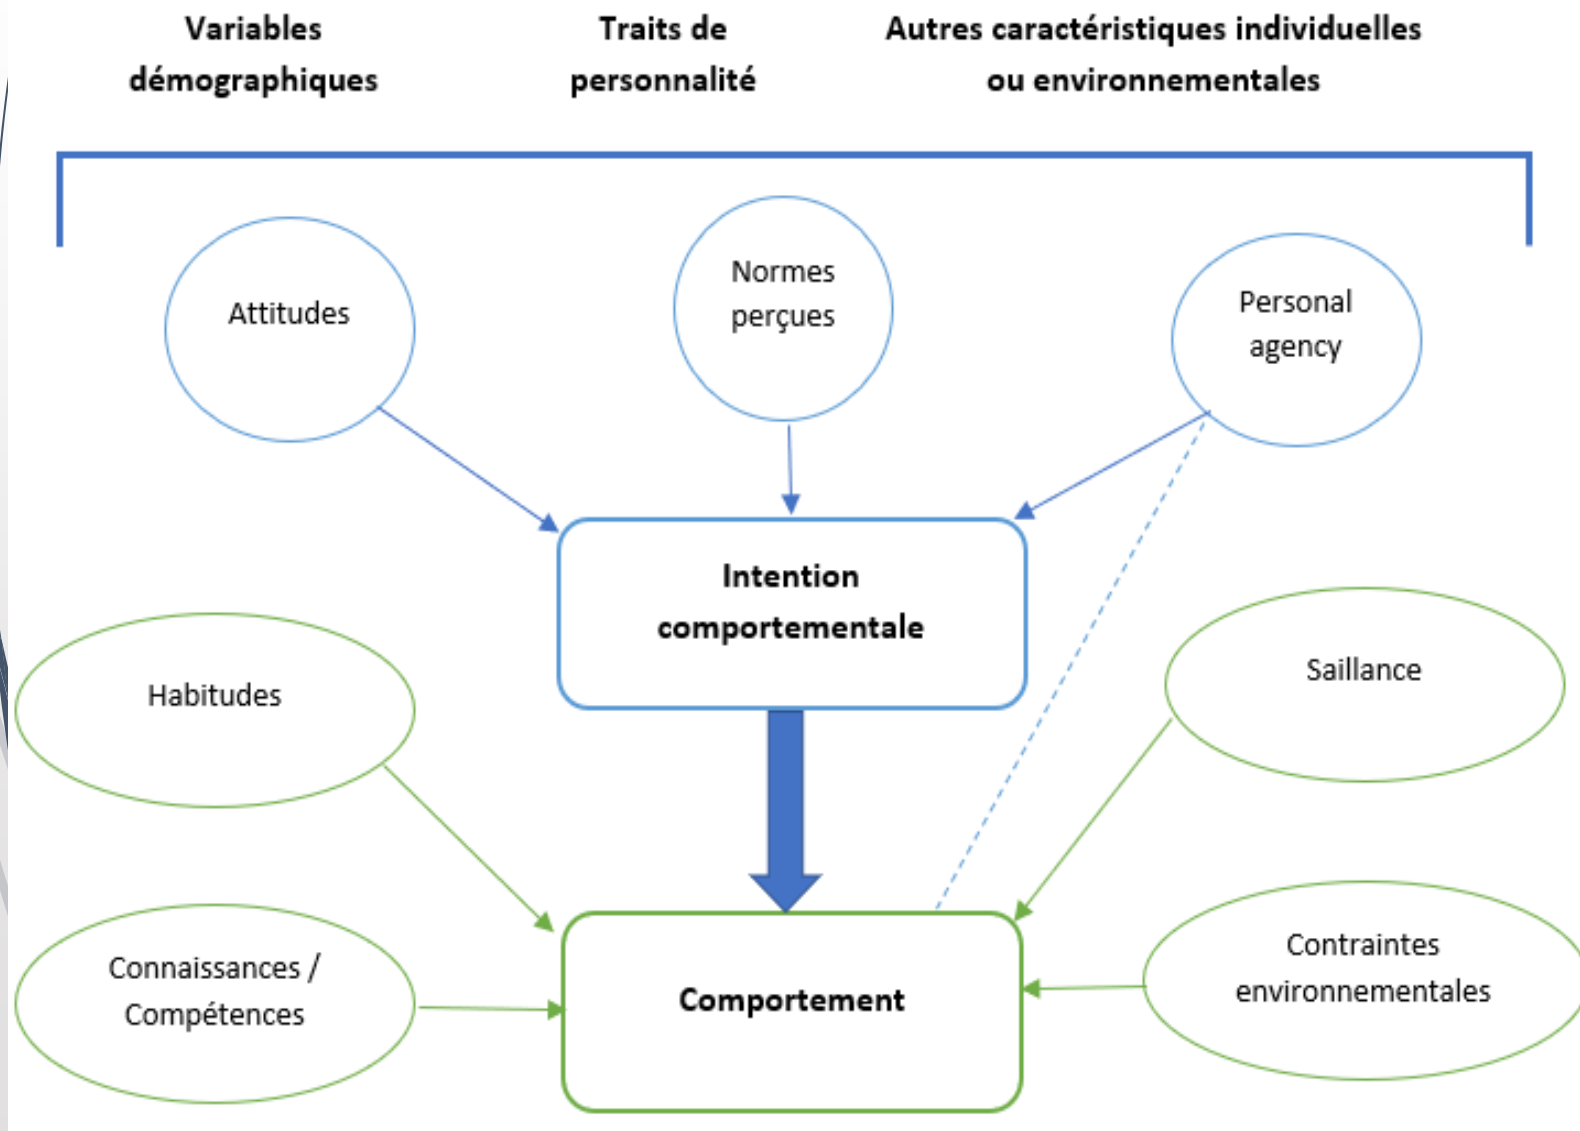 Variables
démographiques
Traits de
personnalité
Autres caractéristiques individuelles
ou environnementales
Attitudes
Normes
perçues
Personal
agency
Intention
comportementale
Habitudes
Saillance
Connaissances /
Compétences
Comportement
Contraintes
environnementales